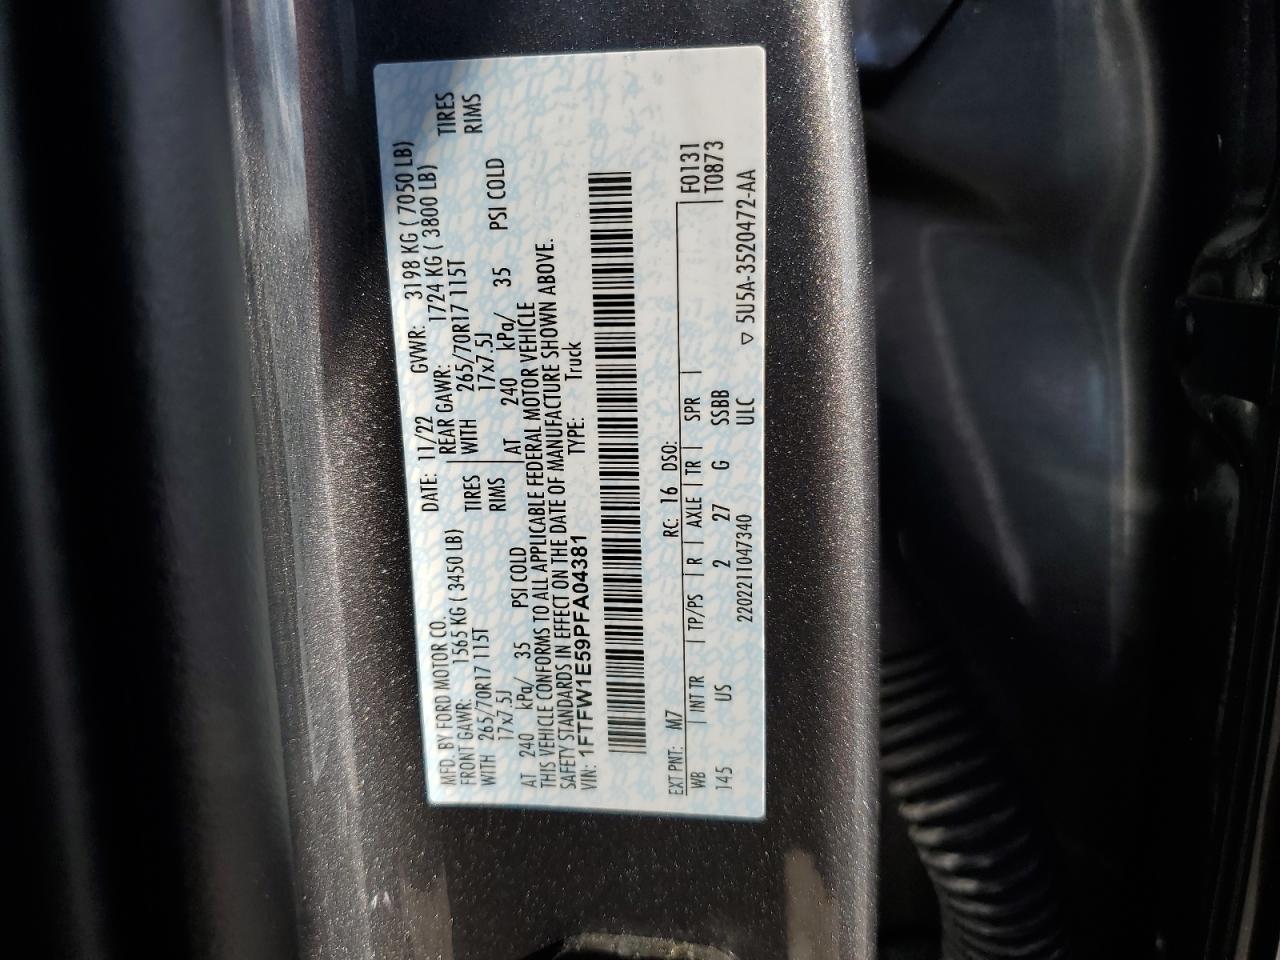 MFD. BY FORD MOTOR CO. DATE: 11/22 GVWR: 3198 KG ( 7050 LB)
FRONT GAWR: 1565 KG ( 3450 LB) REAR GAWR: 1724 KG ( 3800 LB)
WITH 265/70R17 115T TIRES WITH 265/70R17 115T TIRES
17x7.5J RIMS 17x7.5J RIMS
AT 240 kPa/ 35 PSI COLD AT 240 kPa/ 35 PSI COLD
THIS VEHICLE CONFORMS TO ALL APPLICABLE FEDERAL MOTOR VEHICLE
SAFETY STANDARDS IN EFFECT ON THE DATE OF MANUFACTURE SHOWN ABOVE.
VIN: 1FTFW1E59PFA04381 TYPE: Truck
EXT PNT: M7 RC: 16 DSO: F0131
WB | INT TR | TP/PS | R | AXLE | TR | SPR | T0873
145 US 2 27 G SSBB
220221104734​0 ULC ▽ 5U5A-3520472-AA